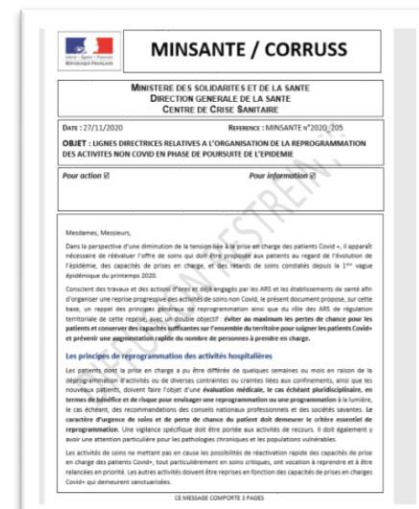 Liberté • Égalité • Fraternité
RÉPUBLIQUE FRANÇAISE
MINSANTE / CORRUSS
MINISTERE DES SOLIDARITES ET DE LA SANTE
DIRECTION GENERALE DE LA SANTE
CENTRE DE CRISE SANITAIRE
DATE : 27/11/2020 REFERENCE : MINSANTE n°2020_205
OBJET : LIGNES DIRECTRICES RELATIVES A L'ORGANISATION DE LA REPROGRAMMATION
DES ACTIVITES NON COVID EN PHASE DE POURSUITE DE L'EPIDEMIE
Pour action ☑ Pour information ☑
Mesdames, Messieurs,
Dans la perspective d'une diminution de la tension liée à la prise en charge des patients Covid +, il apparaît
nécessaire de réévaluer l'offre de soins qui doit être proposée aux patients au regard de l'évolution de
l'épidémie, des capacités de prises en charge, et des retards de soins constatés depuis la 1ère vague
épidémique du printemps 2020.
Conscient des travaux et des actions d'ores et déjà engagés par les ARS et les établissements de santé afin
d'organiser une reprise progressive des activités de soins non Covid, le présent document propose, sur cette
base, un rappel des principes généraux de reprogrammation ainsi que du rôle des ARS de régulation
territoriale de cette reprise, avec un double objectif : éviter au maximum les pertes de chance pour les
patients et conserver des capacités suffisantes sur l'ensemble du territoire pour soigner les patients Covid+
et prévenir une augmentation rapide du nombre de personnes à prendre en charge.
Les principes de reprogrammation des activités hospitalières
Les patients dont la prise en charge a pu être différée de quelques semaines ou mois en raison de la
déprogrammation d'activités ou de diverses contraintes ou craintes liées aux confinements, ainsi que les
nouveaux patients, doivent faire l'objet d'une évaluation médicale, le cas échéant pluridisciplinaire, en
termes de bénéfice et de risque pour envisager une reprogrammation ou une programmation à la lumière,
le cas échéant, des recommandations des conseils nationaux professionnels et des sociétés savantes. Le
caractère d'urgence de soins et de perte de chance du patient doit demeurer le critère essentiel de
reprogrammation. Une vigilance spécifique doit être portée aux activités de recours. Il doit également y
avoir une attention particulière pour les pathologies chroniques et les populations vulnérables.
Les activités de soins ne mettant pas en cause les possibilités de réactivation rapide des capacités de prise
en charge des patients Covid+, tout particulièrement en soins critiques, ont vocation à reprendre et à être
relancées en priorité. Les autres activités doivent être reprises en fonction des capacités de prises en charges
Covid+ qui demeurent sanctuarisées.
CE MESSAGE COMPORTE 3 PAGES